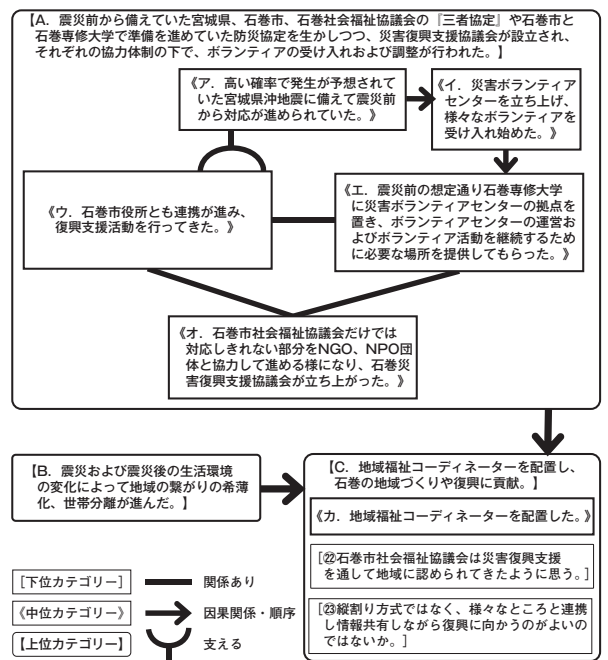 【A．震災前から備えていた宮城県、石巻市、石巻社会福祉協議会の『三者協定』や石巻市と
石巻専修大学で準備を進めていた防災協定を生かしつつ、災害復興支援協議会が設立され、
それぞれの協力体制の下で、ボランティアの受け入れおよび調整が行われた。】
《ア．高い確率で発生が予想されて
いた宮城県沖地震に備えて震災前
から対応が進められていた。》
《イ．災害ボランティア
センターを立ち上げ、
様々なボランティアを
受け入れ始めた。》
《ウ．石巻市役所とも連携が進み、
復興支援活動を行ってきた。》
《エ．震災前の想定通り石巻専修大学
に災害ボランティアセンターの拠点を
置き、ボランティアセンターの運営お
よびボランティア活動を継続するため
に必要な場所を提供してもらった。》
《オ．石巻市社会福祉協議会だけでは
対応しきれない部分をNGO、NPO団
体と協力して進める様になり、石巻災
害復興支援協議会が立ち上がった。》
【B．震災および震災後の生活環境
の変化によって地域の繋がりの希薄
化、世帯分離が進んだ。】
【C．地域福祉コーディネーターを配置し、
石巻の地域づくりや復興に貢献。】
《カ．地域福祉コーディネーターを配置した。》
［㉒石巻市社会福祉協議会は災害復興支援
を通して地域に認められてきたように思う。］
［㉓縦割り方式ではなく、様々なところと連携
し情報共有しながら復興に向かうのがよいの
ではないか。］
［下位カテゴリー］ 関係あり
《中位カテゴリー》 因果関係・順序
【上位カテゴリー】 支える